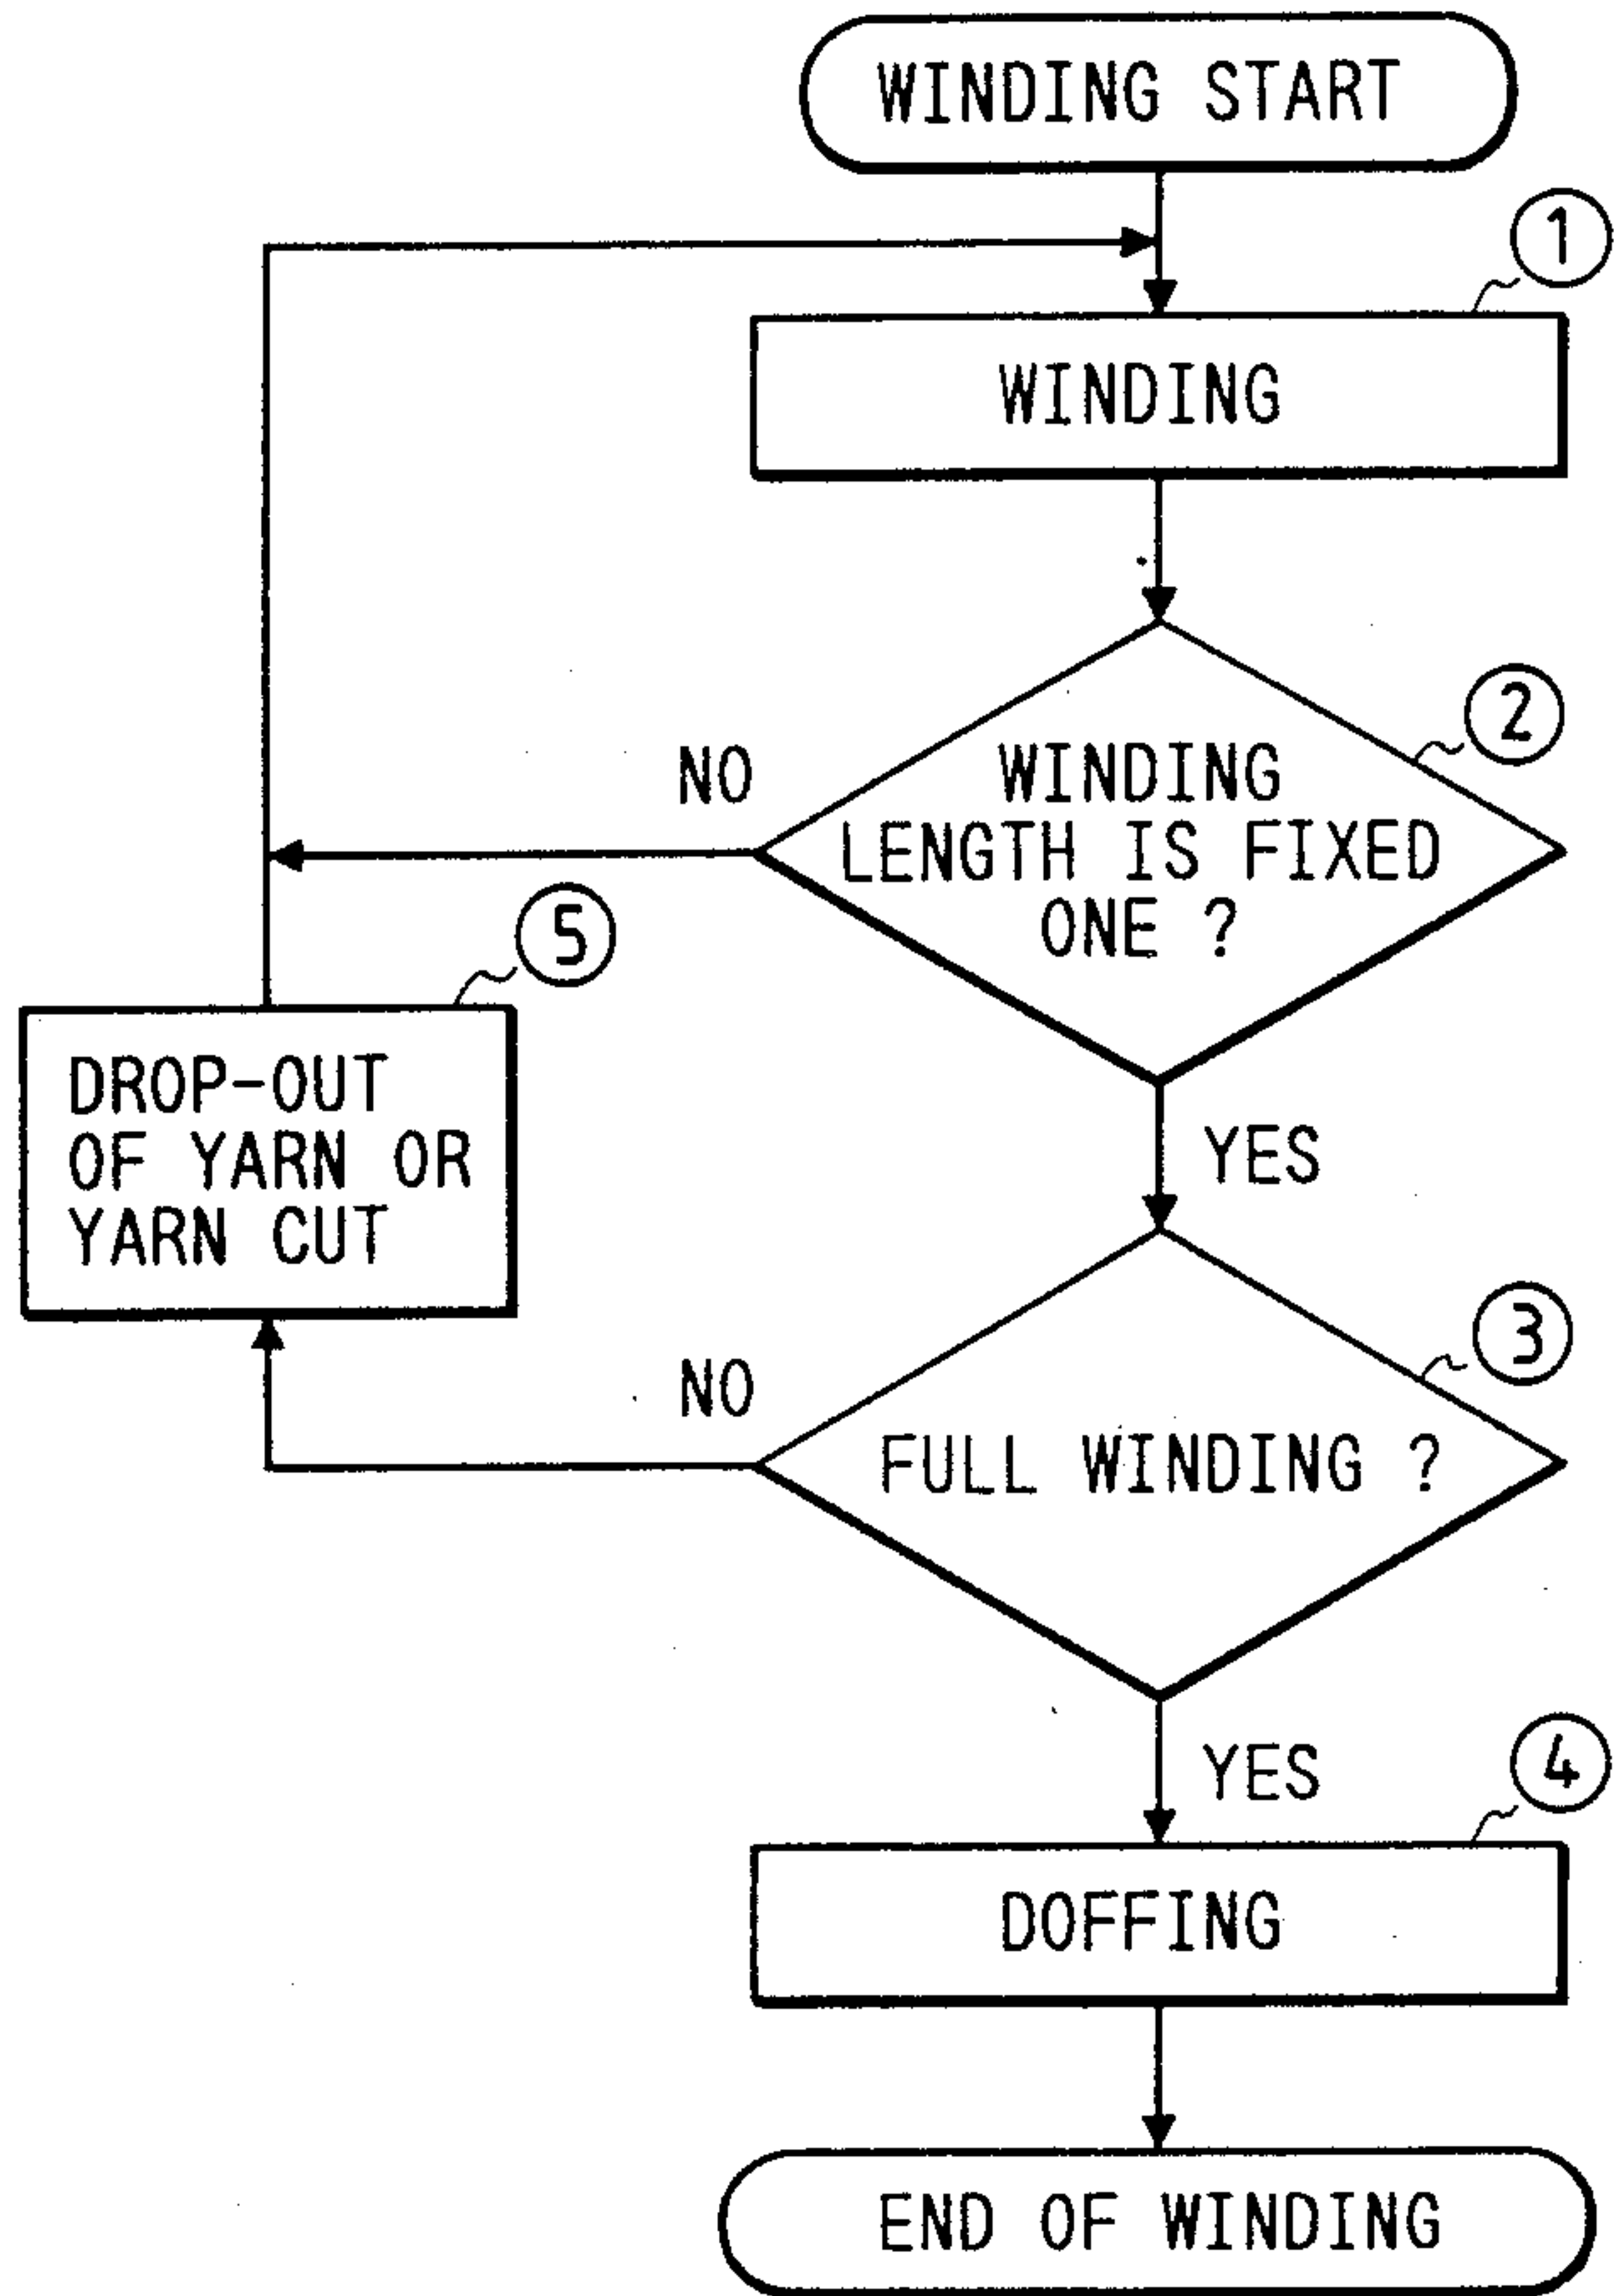 WINDING START
1
WINDING
2
NO
WINDING
LENGTH IS FIXED
ONE ?
5
DROP-OUT
OF YARN OR
YARN CUT
YES
3
NO
FULL WINDING ?
YES
4
DOFFING
END OF WINDING